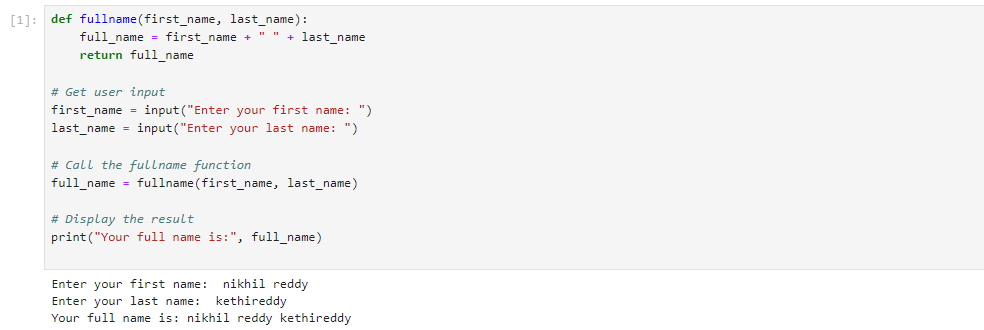 [1]: def fullname(first_name, last_name):
    full_name = first_name + " " + last_name
    return full_name

# Get user input
first_name = input("Enter your first name: ")
last_name = input("Enter your last name: ")

# Call the fullname function
full_name = fullname(first_name, last_name)

# Display the result
print("Your full name is:", full_name)

Enter your first name:  nikhil reddy
Enter your last name:  kethireddy
Your full name is: nikhil reddy kethireddy